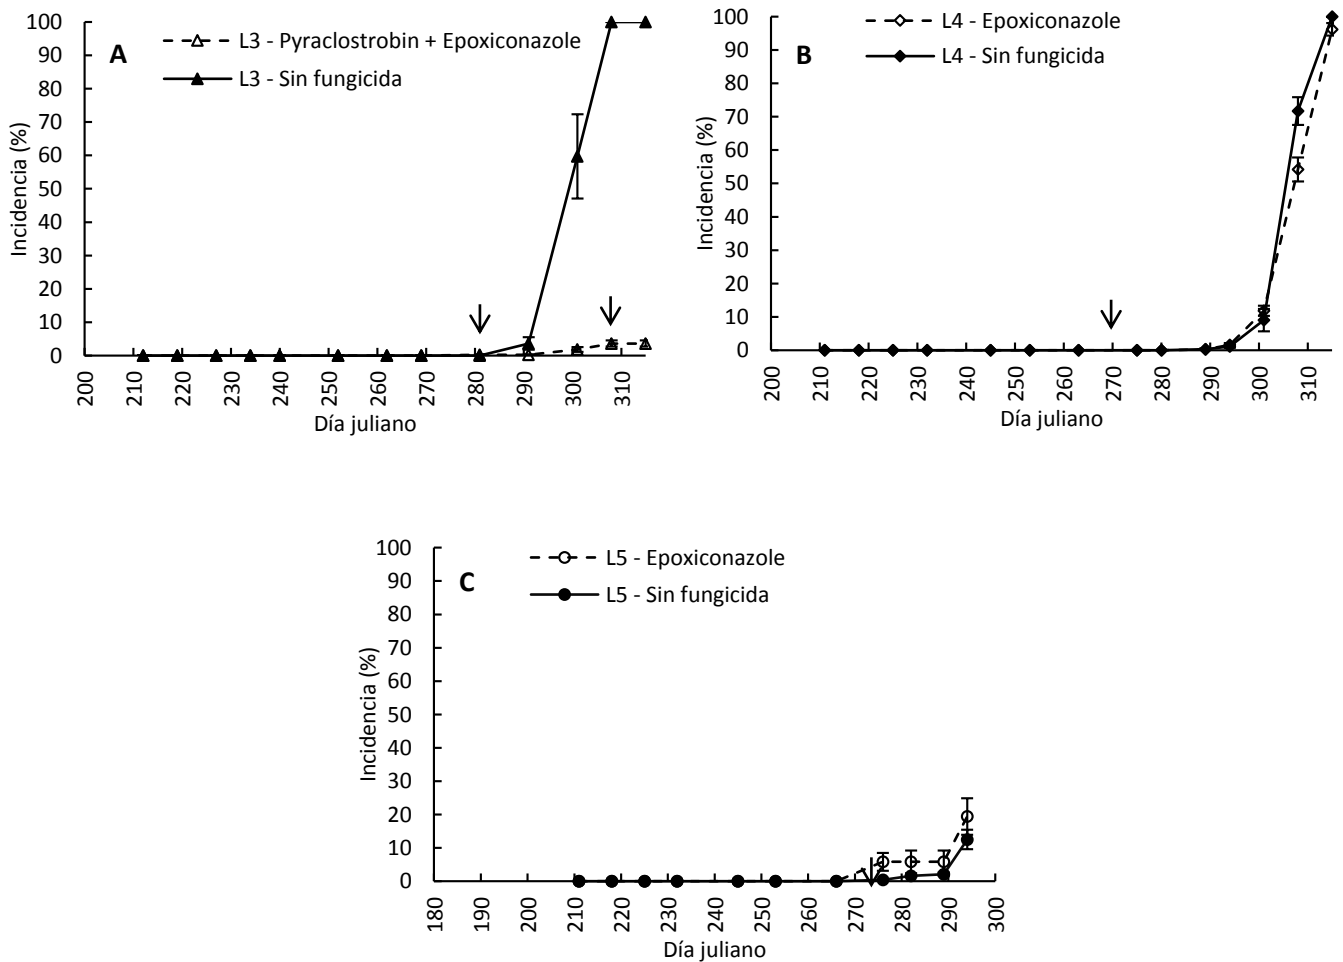 A
L3 - Pyraclostrobin + Epoxiconazole
L3 - Sin fungicida
Incidencia (%)
100
90
80
70
60
50
40
30
20
10
0
200 210 220 230 240 250 260 270 280 290 300 310
Día juliano
B
L4 - Epoxiconazole
L4 - Sin fungicida
Incidencia (%)
100
90
80
70
60
50
40
30
20
10
0
200 210 220 230 240 250 260 270 280 290 300 310
Día juliano
C
L5 - Epoxiconazole
L5 - Sin fungicida
Incidencia (%)
100
90
80
70
60
50
40
30
20
10
0
180 190 200 210 220 230 240 250 260 270 280 290 300
Día juliano